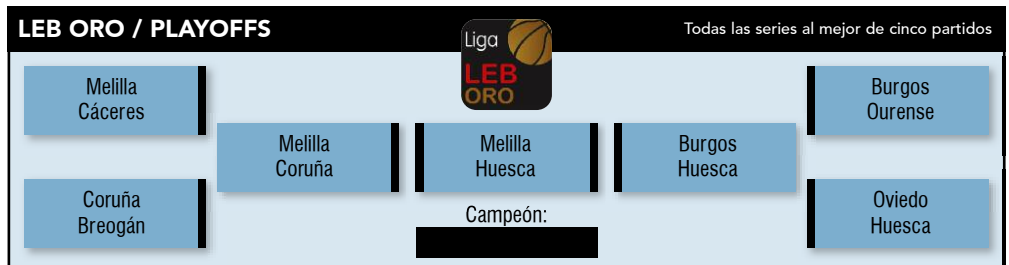 LEB ORO / PLAYOFFS
Liga
LEB
ORO
Todas las series al mejor de cinco partidos
Melilla
Cáceres
Burgos
Ourense
Melilla
Coruña
Melilla
Huesca
Burgos
Huesca
Coruña
Breogán
Campeón:
Oviedo
Huesca